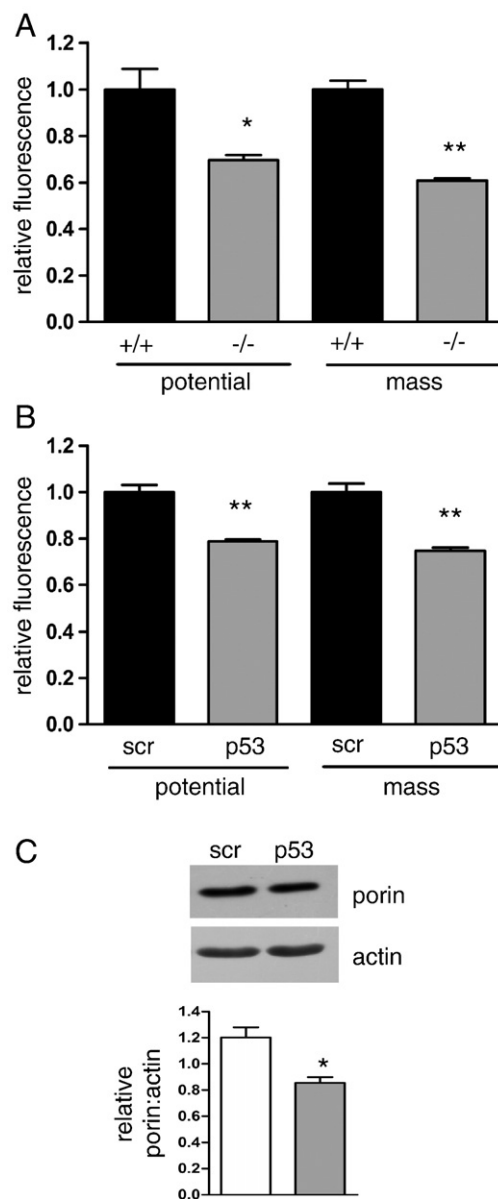 A
relative fluorescence
1.2
1.0
0.8
0.6
0.4
0.2
0.0
*
**
+/+ -/- +/+ -/-
potential mass
B
relative fluorescence
1.2
1.0
0.8
0.6
0.4
0.2
0.0
**
**
scr p53 scr p53
potential mass
C
scr p53
porin
actin
relative
porin:actin
1.4
1.2
1.0
0.8
0.6
0.4
0.2
0.0
*